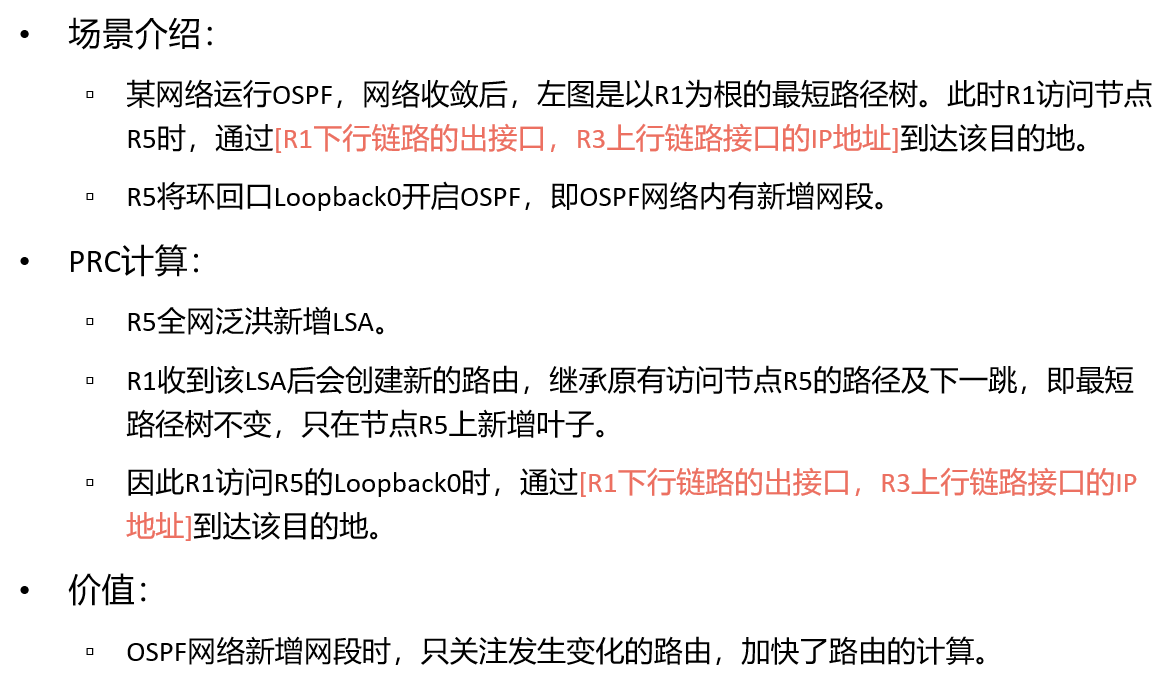 • 场景介绍：
▫ 某网络运行OSPF，网络收敛后，左图是以R1为根的最短路径树。此时R1访问节点
R5时，通过[R1下行链路的出接口，R3上行链路接口的IP地址]到达该目的地。
▫ R5将环回口Loopback0开启OSPF，即OSPF网络内有新增网段。
• PRC计算：
▫ R5全网泛洪新增LSA。
▫ R1收到该LSA后会创建新的路由，继承原有访问节点R5的路径及下一跳，即最短
路径树不变，只在节点R5上新增叶子。
▫ 因此R1访问R5的Loopback0时，通过[R1下行链路的出接口，R3上行链路接口的IP
地址]到达该目的地。
• 价值：
▫ OSPF网络新增网段时，只关注发生变化的路由，加快了路由的计算。